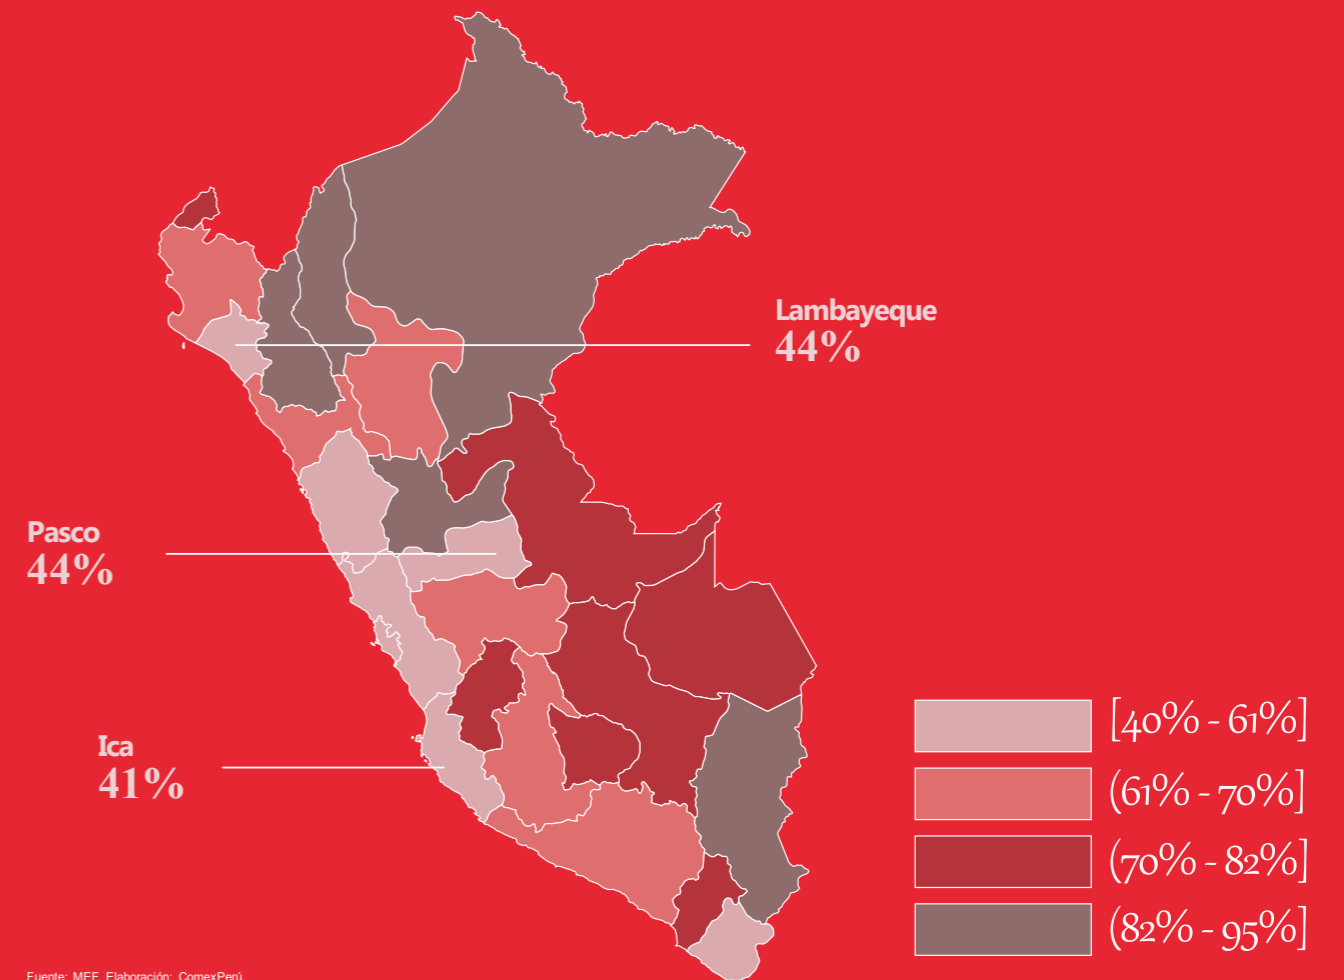 Lambayeque
44%
Pasco
44%
Ica
41%
[40% - 61%]
(61% - 70%]
(70% - 82%]
(82% - 95%]
Fuente: MEF. Elaboración: ComexPerú.